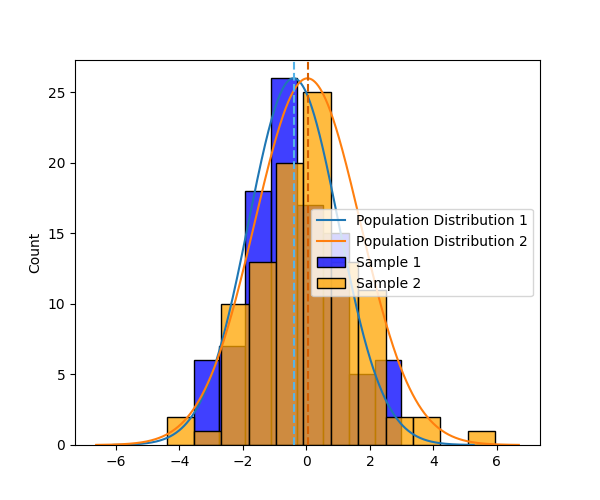 25
20
15
10
5
0
Count
Population Distribution 1
Population Distribution 2
Sample 1
Sample 2
−6 −4 −2 0 2 4 6